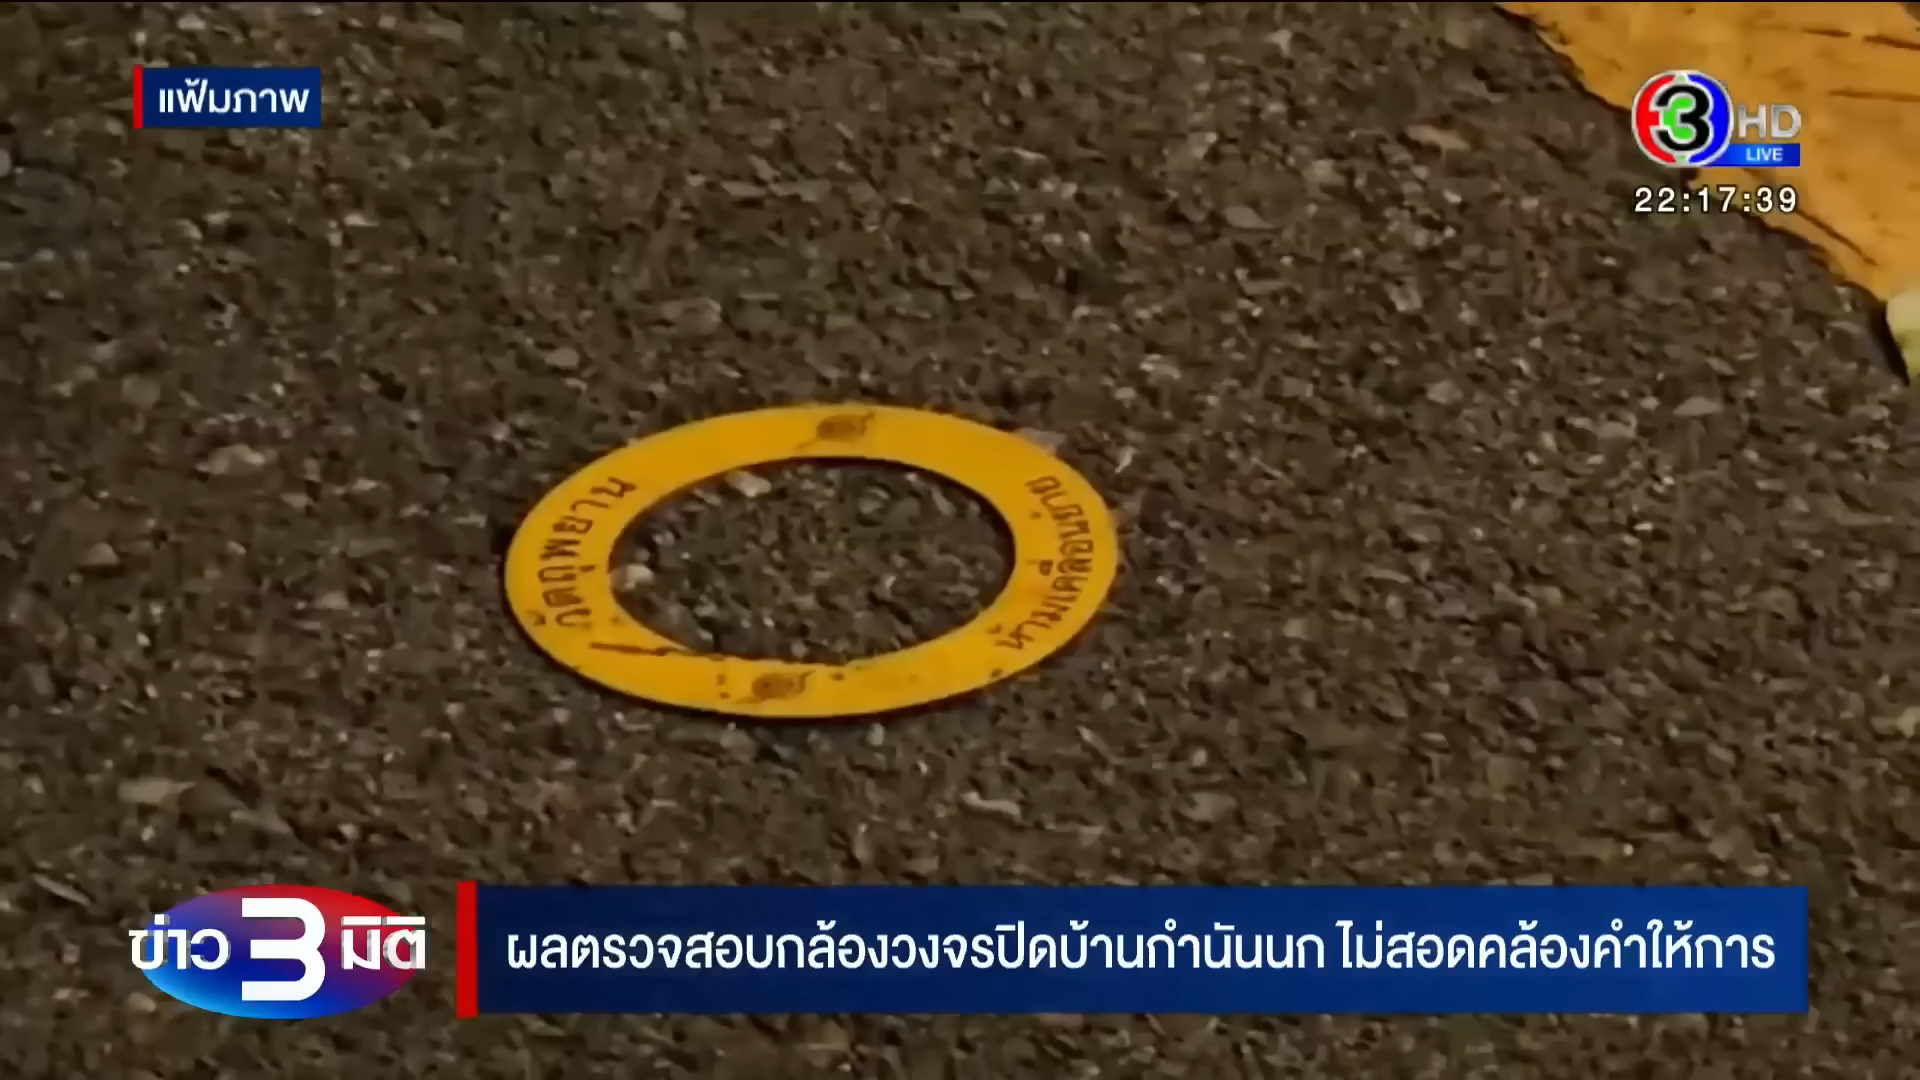 แฟ้มภาพ
3 HD
LIVE
22:17:39
วัตถุพยาน
ห้ามเคลื่อนย้าย
ข่าว 3 มิติ
ผลตรวจสอบกล้องวงจรปิดบ้านกำนันนก ไม่สอดคล้องคำให้การ